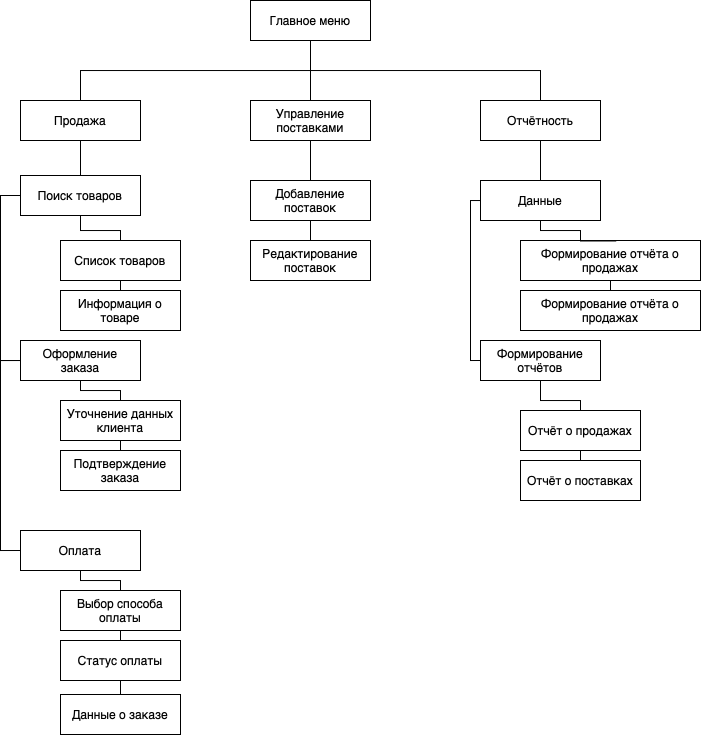 Главное меню
Продажа
Управление
поставками
Отчётность
Поиск товаров
Добавление
поставок
Данные
Список товаров
Редактирование
поставок
Формирование отчёта о
продажах
Информация о
товаре
Формирование отчёта о
продажах
Оформление
заказа
Формирование
отчётов
Уточнение данных
клиента
Отчёт о продажах
Подтверждение
заказа
Отчёт о поставках
Оплата
Выбор способа
оплаты
Статус оплаты
Данные о заказе